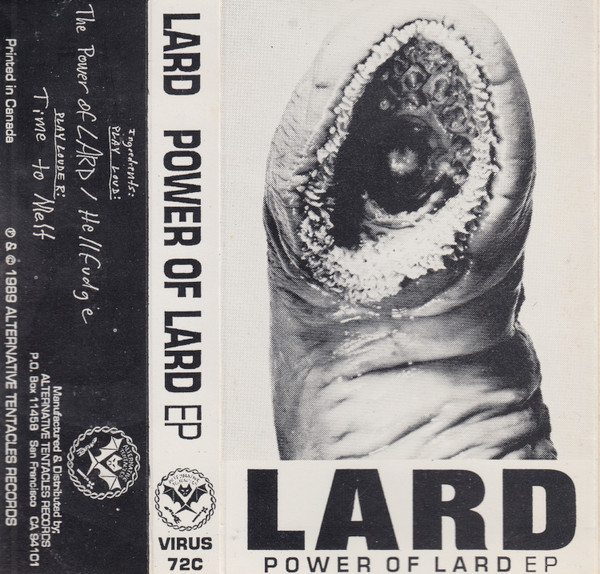 Ingredients:
PLAY LOUD:
The Power of LARD / Hell Fudge
PLAY LOUDER:
Time to Melt
Manufactured & Distributed by:
ALTERNATIVE TENTACLES RECORDS
P.O. Box 11458 San Francisco CA 94101
Printed in Canada
℗ & © 1989 ALTERNATIVE TENTACLES RECORDS
LARD POWER OF LARD EP
VIRUS
72C
LARD
POWER OF LARD EP